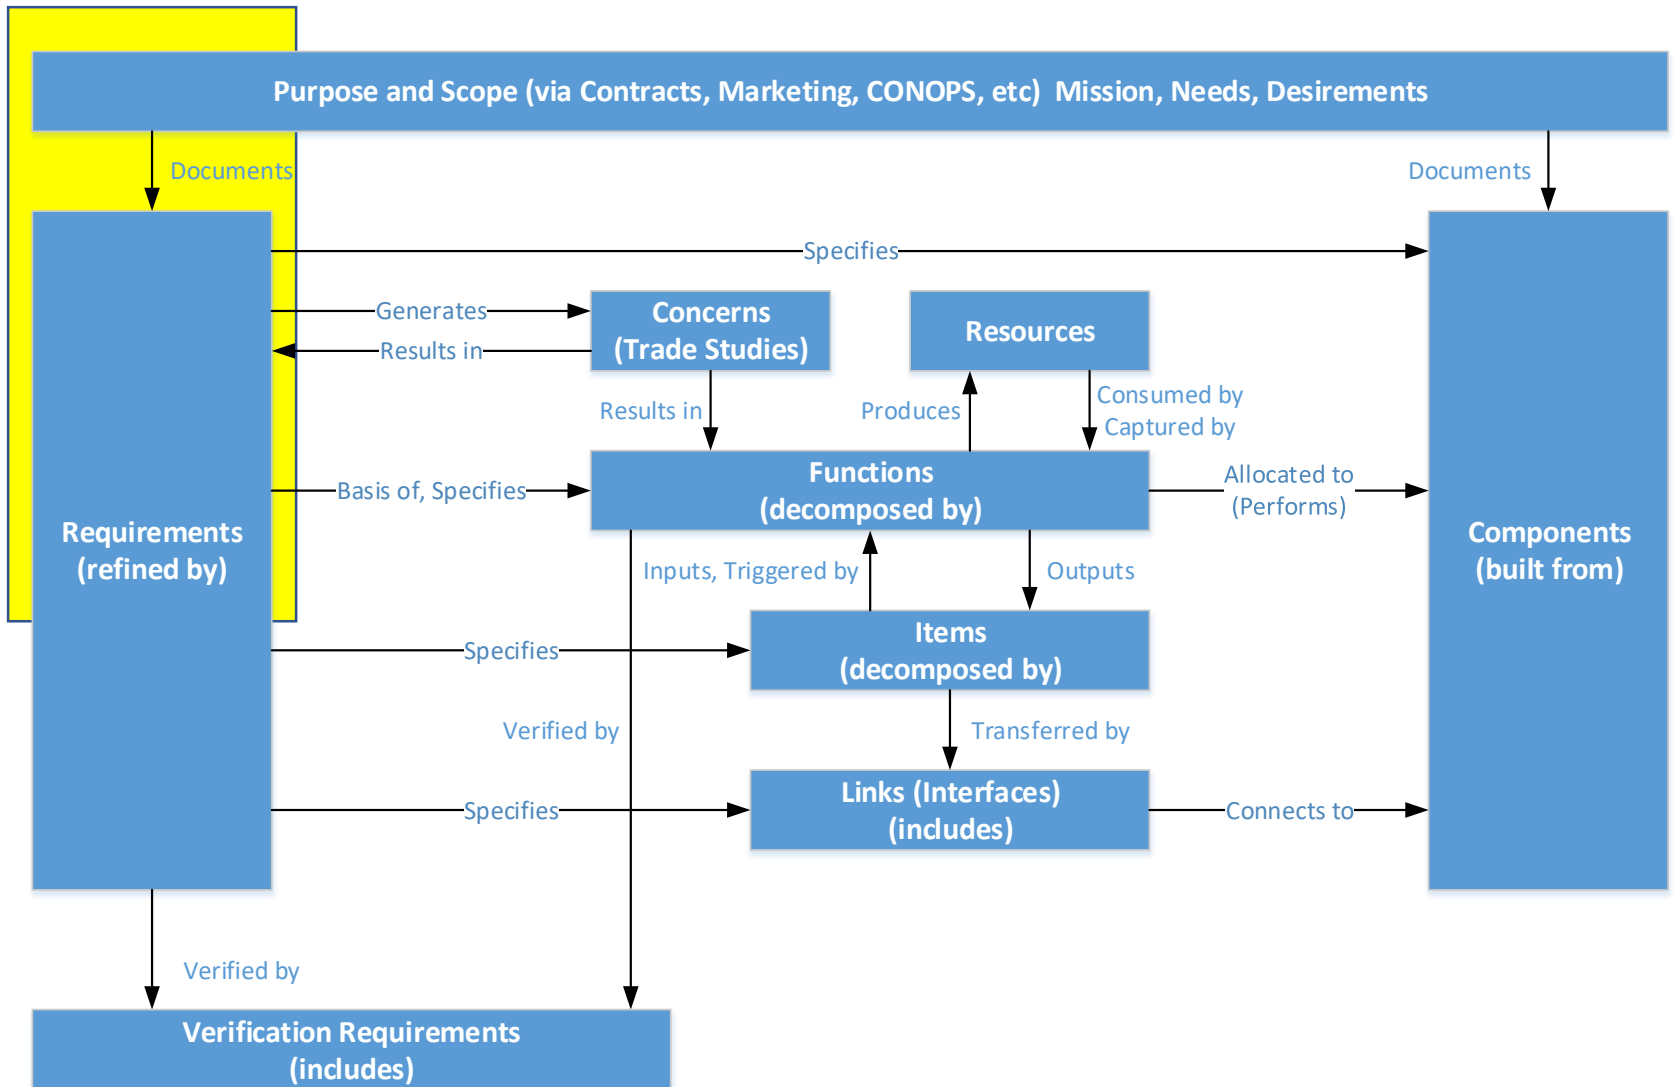 Purpose and Scope (via Contracts, Marketing, CONOPS, etc)  Mission, Needs, Desirements
Documents
Documents
Specifies
Generates
Concerns
(Trade Studies)
Resources
Results in
Results in
Produces
Consumed by
Captured by
Basis of, Specifies
Functions
(decomposed by)
Allocated to
(Performs)
Requirements
(refined by)
Components
(built from)
Inputs, Triggered by
Outputs
Specifies
Items
(decomposed by)
Verified by
Transferred by
Specifies
Links (Interfaces)
(includes)
Connects to
Verified by
Verification Requirements
(includes)